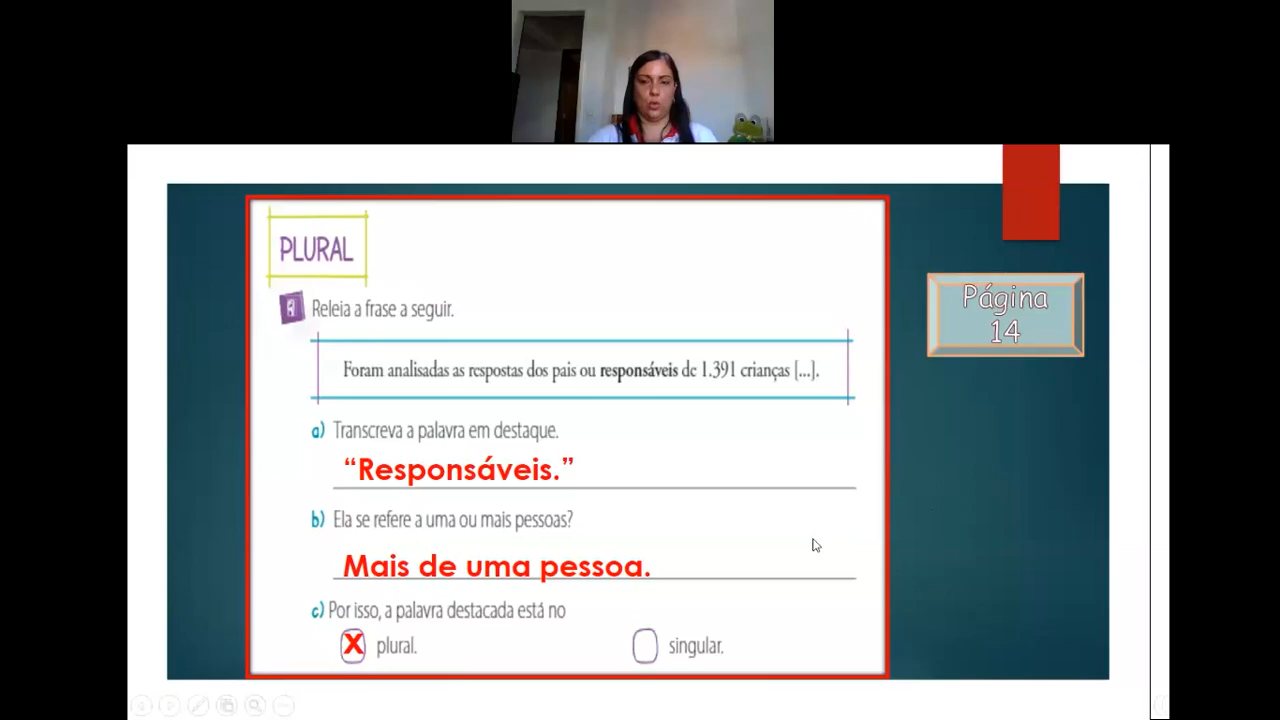 PLURAL
Releia a frase a seguir.
Foram analisadas as respostas dos pais ou responsáveis de 1.391 crianças [...].
a) Transcreva a palavra em destaque.
“Responsáveis.”
b) Ela se refere a uma ou mais pessoas?
Mais de uma pessoa.
c) Por isso, a palavra destacada está no
X plural.
singular.
Página
14